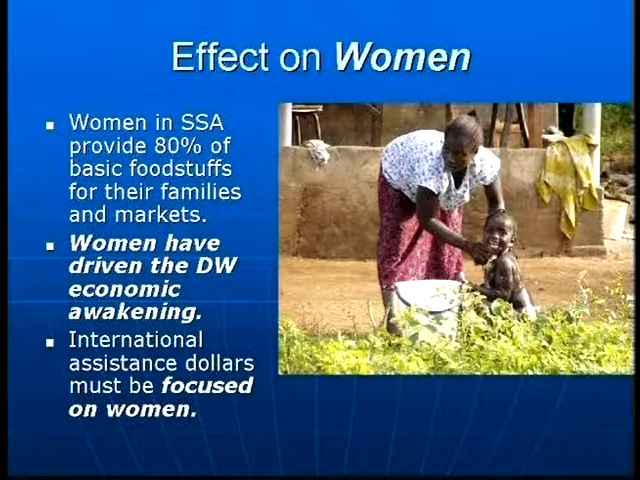 Effect on Women
Women in SSA
provide 80% of
basic foodstuffs
for their families
and markets.
Women have
driven the DW
economic
awakening.
International
assistance dollars
must be focused
on women.